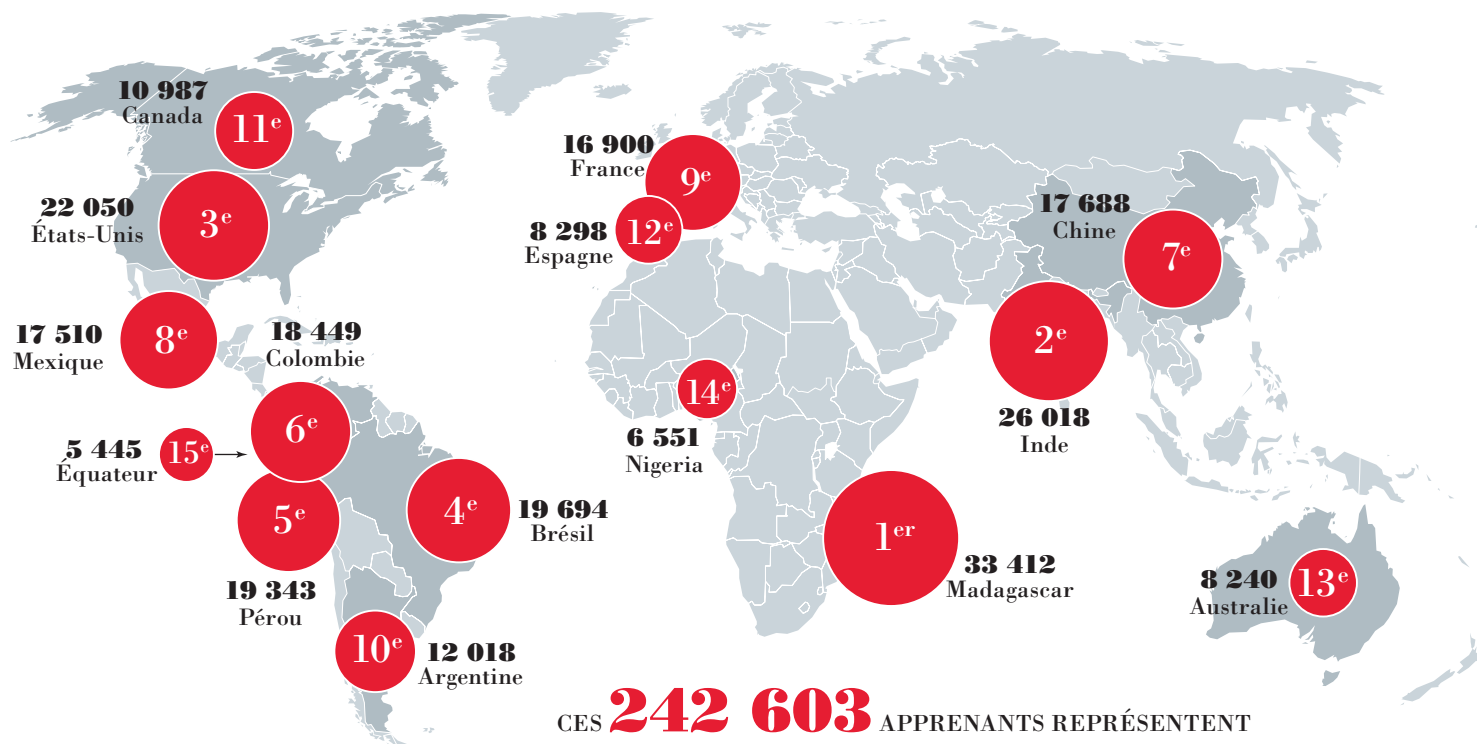 10 987
Canada
11e
22 050
États-Unis
3e
17 510
Mexique
8e
18 449
Colombie
6e
5 445
Équateur
15e
5e
19 343
Pérou
4e
19 694
Brésil
10e
12 018
Argentine
16 900
France
9e
8 298
Espagne
12e
14e
6 551
Nigeria
1er
33 412
Madagascar
17 688
Chine
7e
2e
26 018
Inde
8 240
Australie
13e
CES 242 603 APPRENANTS REPRÉSENTENT